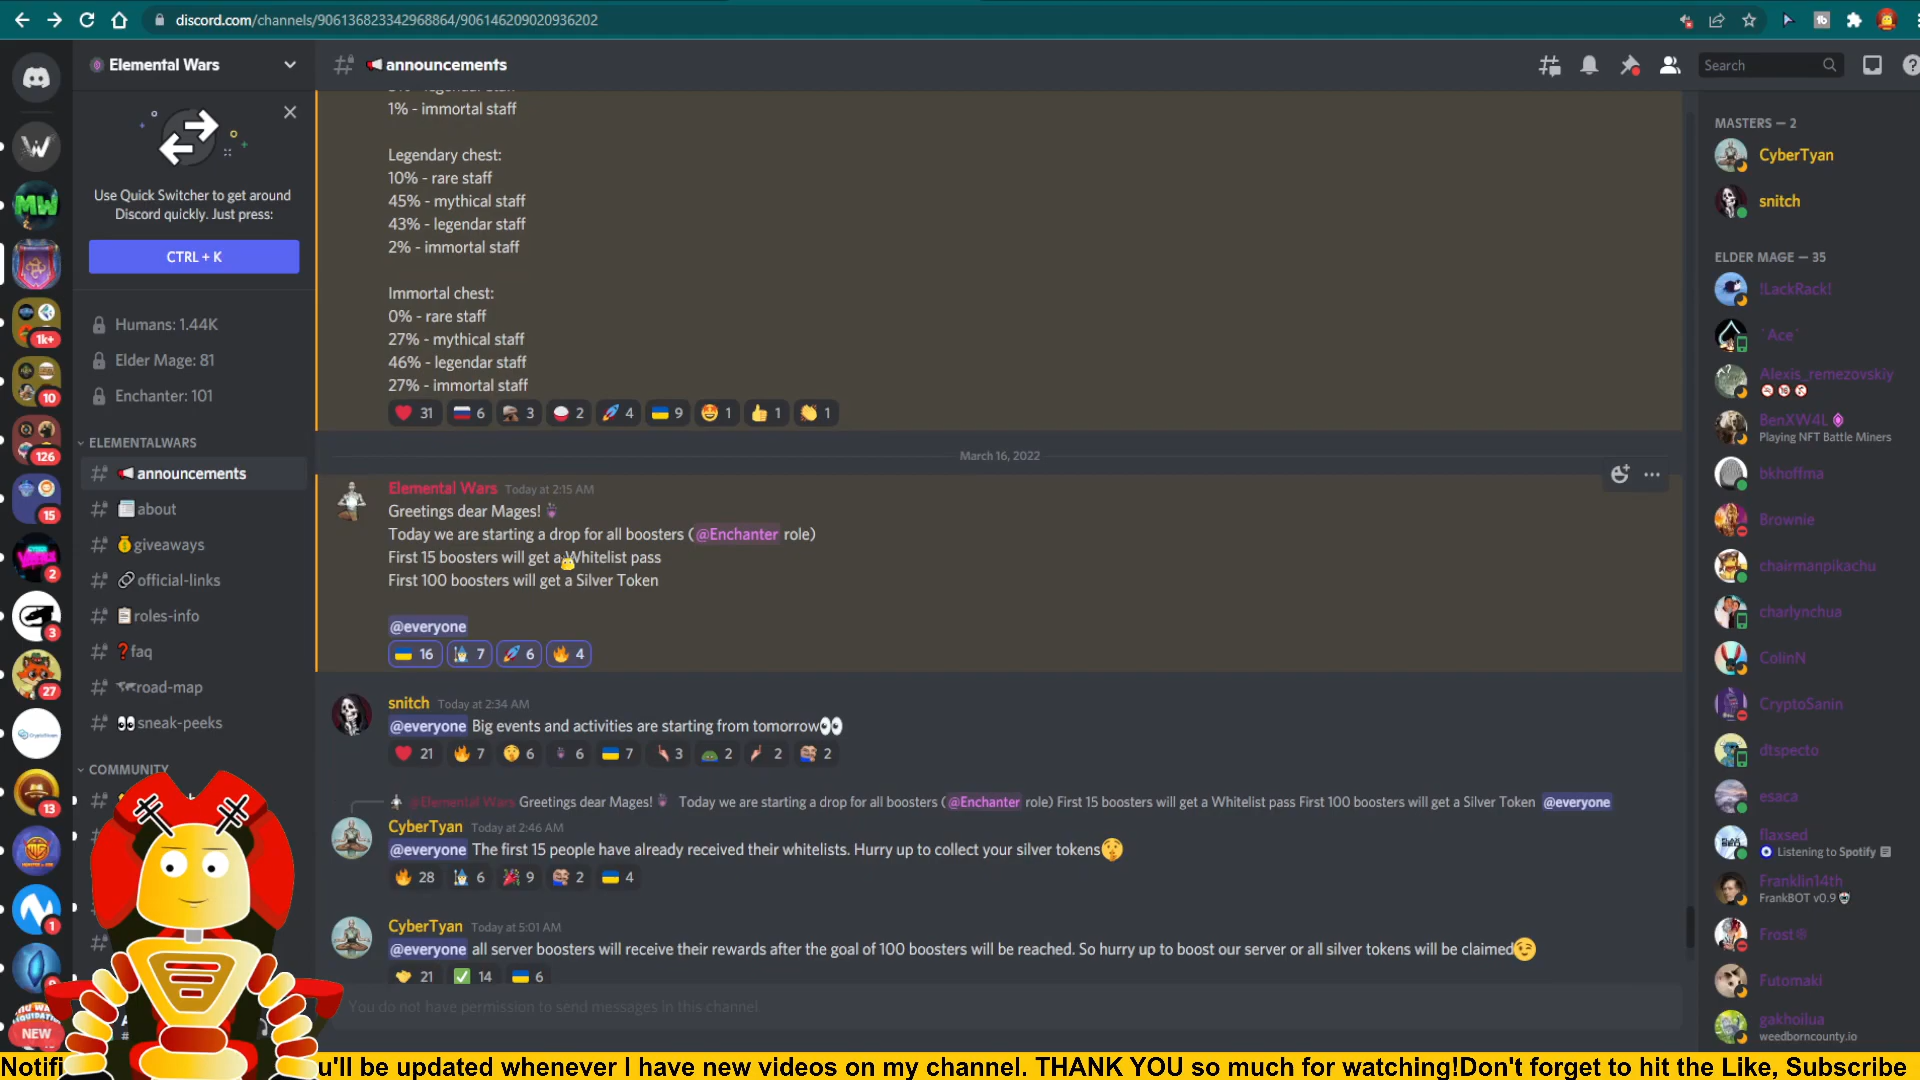 discord.com/channels/906136823342968864/906146209020936202
Elemental Wars
announcements
Search
Use Quick Switcher to get around
Discord quickly. Just press:
CTRL + K
Humans: 1.44K
Elder Mage: 81
Enchanter: 101
ELEMENTALWARS
announcements
about
giveaways
official-links
roles-info
faq
road-map
sneak-peeks
COMMUNITY
MW
1k+
10
126
15
2
3
27
13
1
NEW
1% - immortal staff
Legendary chest:
10% - rare staff
45% - mythical staff
43% - legendar staff
2% - immortal staff
Immortal chest:
0% - rare staff
27% - mythical staff
46% - legendar staff
27% - immortal staff
31 6 3 2 4 9 1 1 1
March 16, 2022
Elemental Wars Today at 2:15 AM
Greetings dear Mages!
Today we are starting a drop for all boosters (@Enchanter role)
First 15 boosters will get a Whitelist pass
First 100 boosters will get a Silver Token
@everyone
16 7 6 4
snitch Today at 2:34 AM
@everyone Big events and activities are starting from tomorrow
21 7 6 6 7 3 2 2 2
@Elemental Wars Greetings dear Mages! Today we are starting a drop for all boosters (@Enchanter role) First 15 boosters will get a Whitelist pass First 100 boosters will get a Silver Token @everyone
CyberTyan Today at 2:46 AM
@everyone The first 15 people have already received their whitelists. Hurry up to collect your silver tokens
28 6 9 2 4
CyberTyan Today at 5:01 AM
@everyone all server boosters will receive their rewards after the goal of 100 boosters will be reached. So hurry up to boost our server or all silver tokens will be claimed
21 14 6
You do not have permission to send messages in this channel.
MASTERS — 2
CyberTyan
snitch
ELDER MAGE — 35
!LackRack!
`Ace`
Alexis_remezovskiy
BenXW4L
Playing NFT Battle Miners
bkhoffma
Brownie
chairmanpikachu
charlynchua
ColinN
CryptoSanin
dtspecto
esaca
flaxsed
Listening to Spotify
Franklin14th
FrankBOT v0.9
Frost
Futomaki
gakhoilua
weedborncounty.io
Notifi u'll be updated whenever I have new videos on my channel. THANK YOU so much for watching!Don't forget to hit the Like, Subscribe